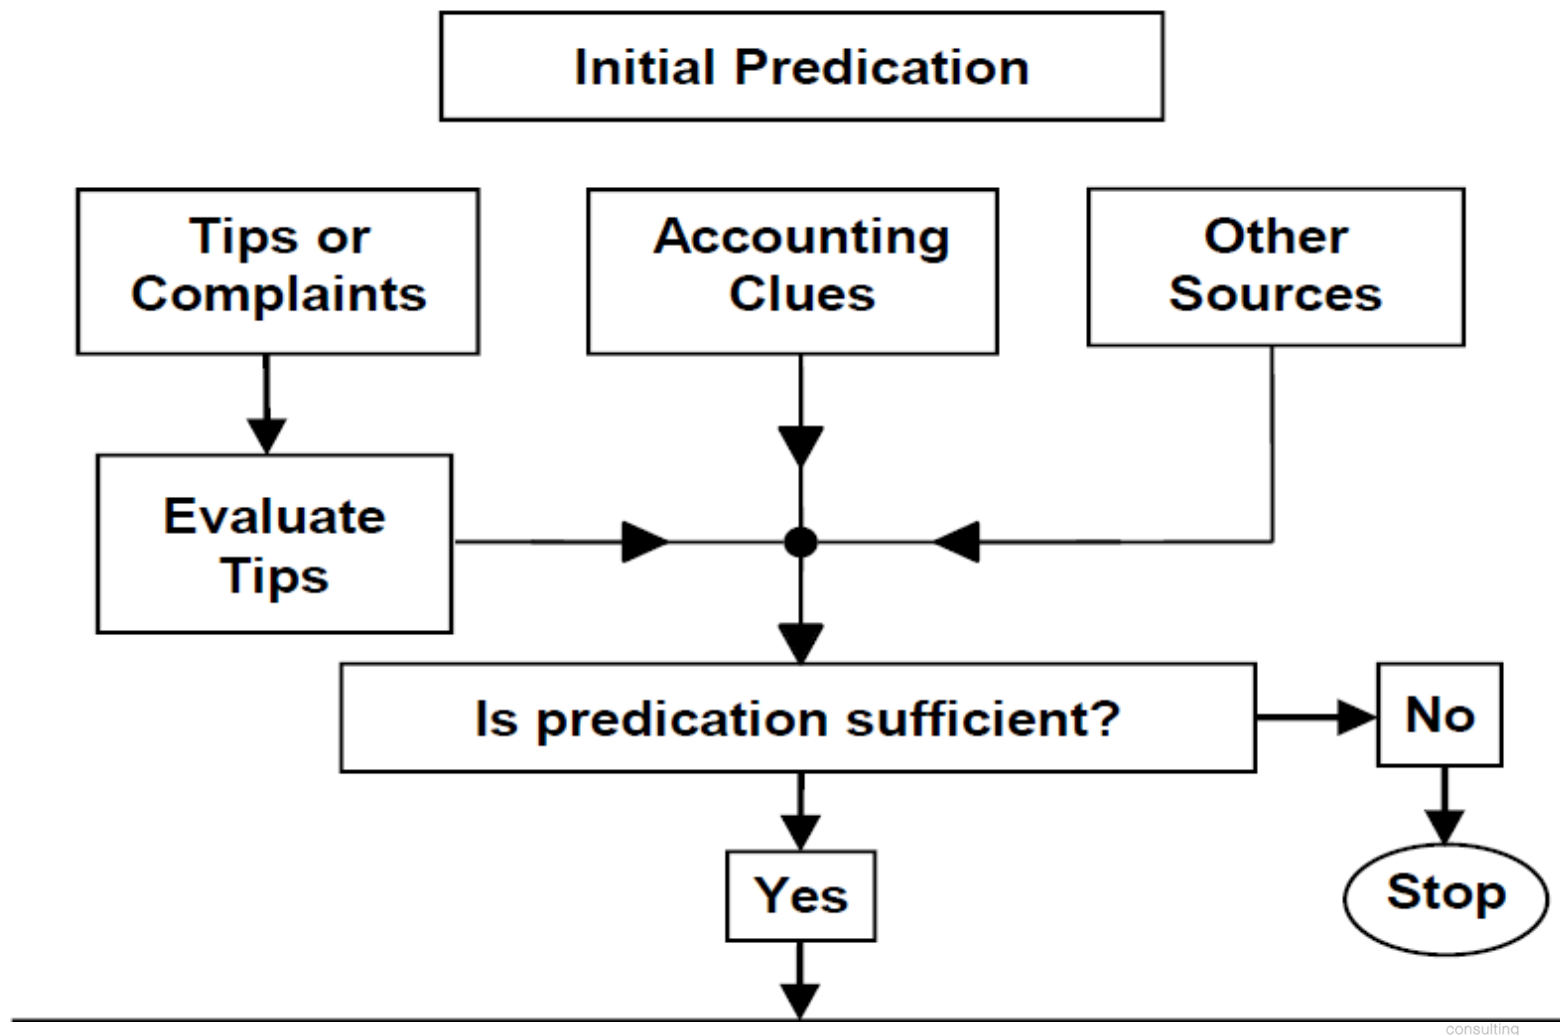 Initial Predication
Tips or
Complaints
Accounting
Clues
Other
Sources
Evaluate
Tips
Is predication sufficient?
No
Yes
Stop
consulting